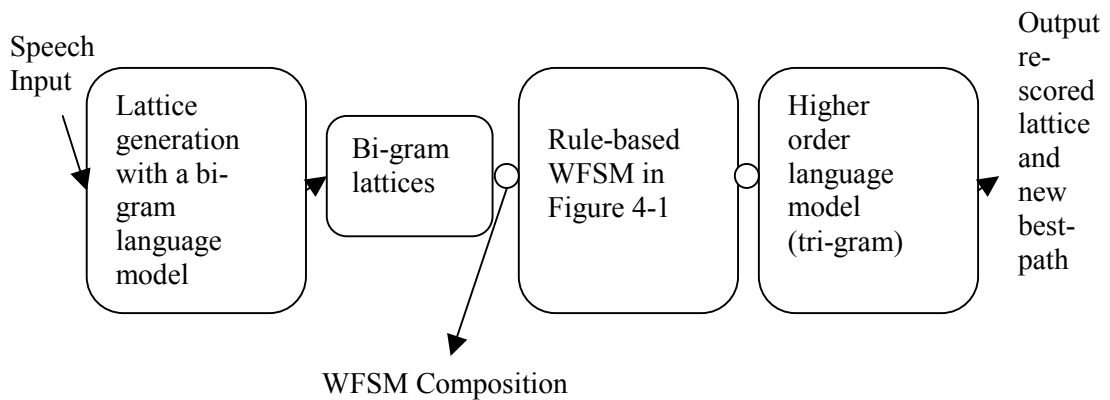 Speech
Input
Lattice
generation
with a bi-
gram
language
model
Bi-gram
lattices
Rule-based
WFSM in
Figure 4-1
Higher
order
language
model
(tri-gram)
Output
re-
scored
lattice
and
new
best-
path
WFSM Composition